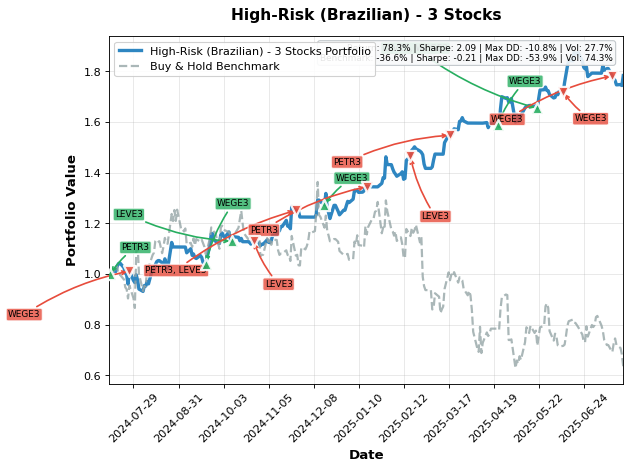 High-Risk (Brazilian) - 3 Stocks
: 78.3% | Sharpe: 2.09 | Max DD: -10.8% | Vol: 27.7%
-36.6% | Sharpe: -0.21 | Max DD: -53.9% | Vol: 74.3%
High-Risk (Brazilian) - 3 Stocks Portfolio
Buy & Hold Benchmark
WEGE3
WEGE3
WEGE3
PETR3
WEGE3
LEVE3
WEGE3
LEVE3
PETR3
PETR3
PETR3, LEVE3
LEVE3
WEGE3
Portfolio Value
1.8
1.6
1.4
1.2
1.0
0.8
0.6
2024-07-29
2024-08-31
2024-10-03
2024-11-05
2024-12-08
2025-01-10
2025-02-12
2025-03-17
2025-04-19
2025-05-22
2025-06-24
Date